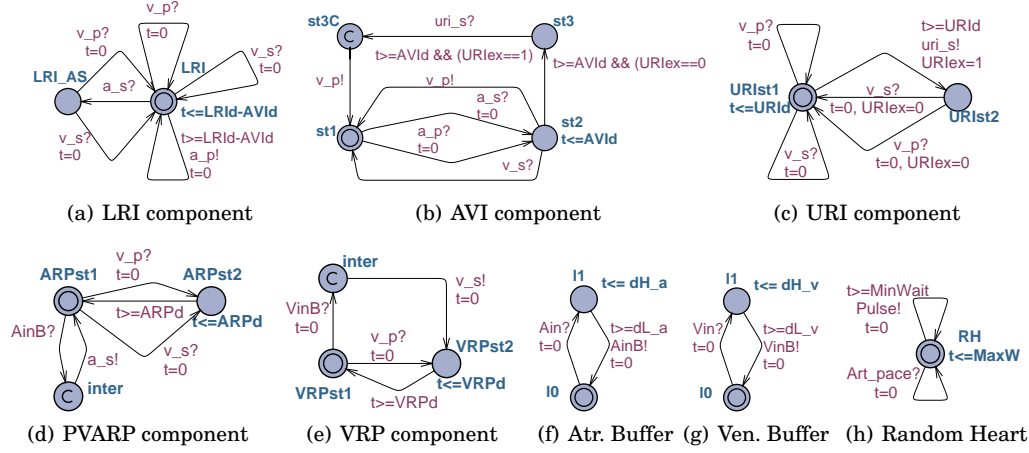 v_p?
t=0
v_p?
t=0
v_s?
t=0
LRI_AS
LRI
a_s?
t<=LRId-AVId
v_s?
t=0
t>=LRId-AVId
a_p!
t=0
(a) LRI component
st3C
C
uri_s?
st3
t>=AVId && (URIex==1)
t>=AVId && (URIex==0
v_p!
v_p!
a_s?
t=0
st1
a_p?
t=0
st2
t<=AVId
v_s?
(b) AVI component
v_p?
t=0
t>=URId
uri_s!
URIex=1
URIst1
t<=URId
v_s?
t=0, URIex=0
URIst2
v_p?
t=0, URIex=0
v_s?
t=0
(c) URI component
v_p?
t=0
ARPst1
ARPst2
t>=ARPd
t<=ARPd
AinB?
a_s!
v_s?
t=0
C
inter
(d) PVARP component
inter
C
v_s!
t=0
VinB?
t=0
v_p?
t=0
VRPst2
t<=VRPd
VRPst1
t>=VRPd
(e) VRP component
l1
t<= dH_a
Ain?
t=0
t>=dL_a
AinB!
t=0
l0
(f) Atr. Buffer
l1
t<= dH_v
Vin?
t=0
t>=dL_v
VinB!
t=0
l0
(g) Ven. Buffer
t>=MinWait
Pulse!
t=0
RH
t<=MaxW
Art_pace?
t=0
(h) Random Heart